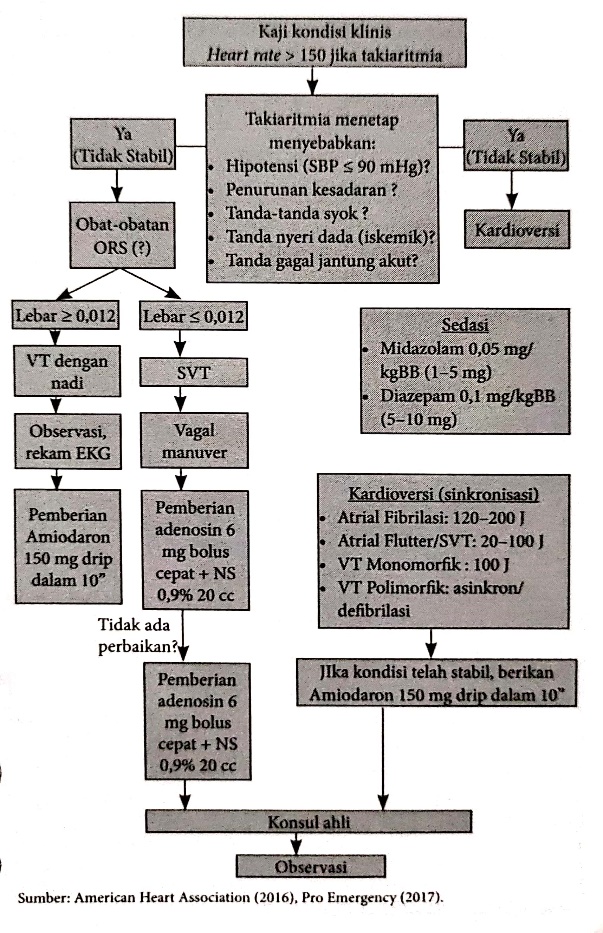 Kaji kondisi klinis
Heart rate > 150 jika takiaritmia
Takiaritmia menetap
menyebabkan:
• Hipotensi (SBP ≤ 90 mHg)?
• Penurunan kesadaran ?
• Tanda-tanda syok ?
• Tanda nyeri dada (iskemik)?
• Tanda gagal jantung akut?
Ya
(Tidak Stabil)
Obat-obatan
ORS (?)
Lebar ≥ 0,012
VT dengan
nadi
Observasi,
rekam EKG
Pemberian
Amiodaron
150 mg drip
dalam 10”
Lebar ≤ 0,012
SVT
Vagal
manuver
Pemberian
adenosin 6
mg bolus
cepat + NS
0,9% 20 cc
Tidak ada
perbaikan?
Pemberian
adenosin 6
mg bolus
cepat + NS
0,9% 20 cc
Ya
(Tidak Stabil)
Kardioversi
Sedasi
• Midazolam 0,05 mg/
kgBB (1–5 mg)
• Diazepam 0,1 mg/kgBB
(5–10 mg)
Kardioversi (sinkronisasi)
• Atrial Fibrilasi: 120–200 J
• Atrial Flutter/SVT: 20–100 J
• VT Monomorfik : 100 J
• VT Polimorfik: asinkron/
defibrilasi
JIka kondisi telah stabil, berikan
Amiodaron 150 mg drip dalam 10”
Konsul ahli
Observasi
Sumber: American Heart Association (2016), Pro Emergency (2017).